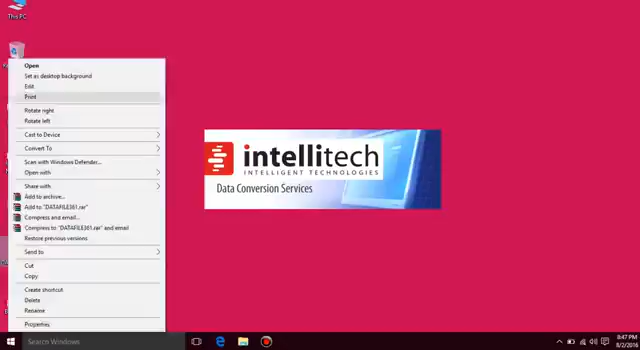 This PC
Open
Set as desktop background
Edit
Print
Rotate right
Rotate left
Cast to Device
Convert To
Scan with Windows Defender...
Open with
Share with
Add to archive...
Add to "DATAFILE361.rar"
Compress and email...
Compress to "DATAFILE361.rar" and email
Restore previous versions
Send to
Cut
Copy
Create shortcut
Delete
Rename
Properties
intellitech
INTELLIGENT TECHNOLOGIES
Data Conversion Services
Search Windows
8:47 PM
8/2/2016